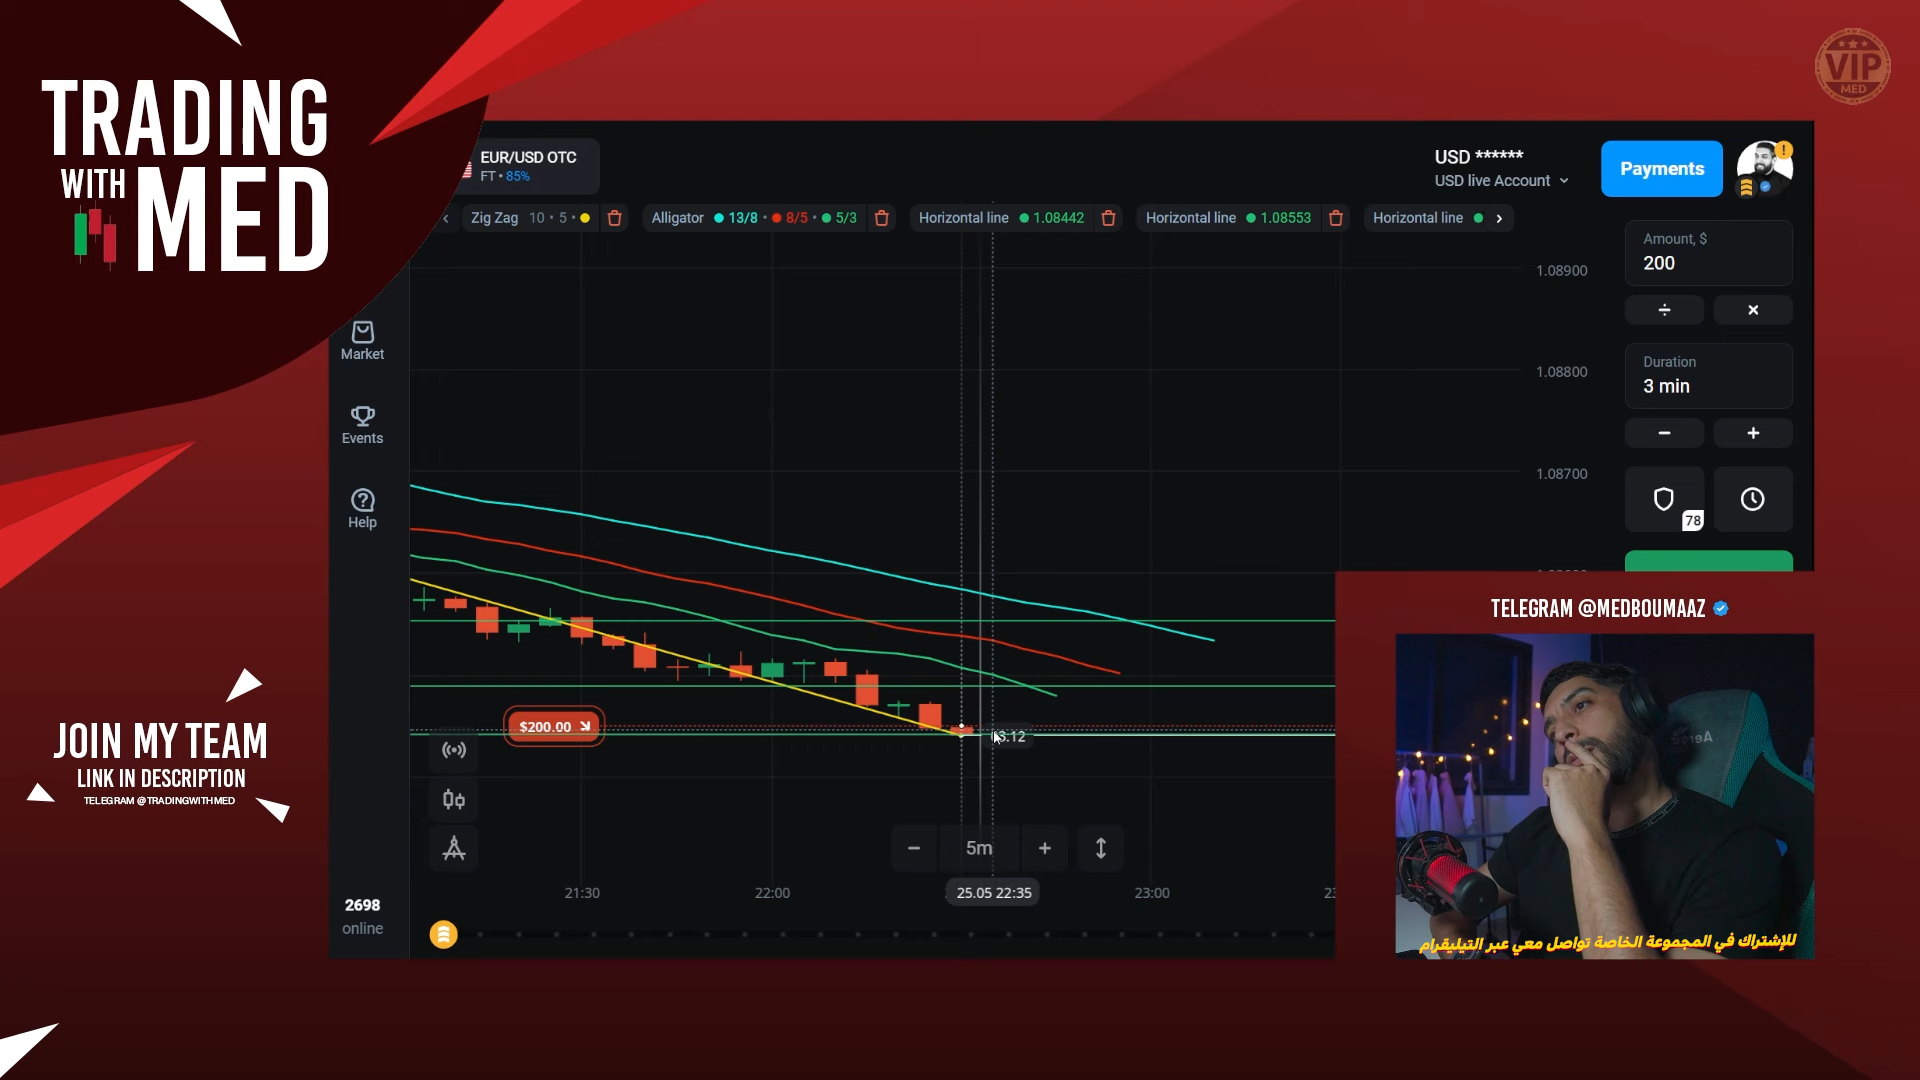 TRADING
WITH MED
VIP
MED
EUR/USD OTC
FT • 85%
USD ******
USD live Account
Payments
!
Zig Zag 10 • 5 •
Alligator 13/8 • 8/5 • 5/3
Horizontal line 1.08442
Horizontal line 1.08553
Horizontal line
Amount, $
200
÷ ×
Duration
3 min
− +
78
Market
Events
Help
1.08900
1.08800
1.08700
$200.00
3.12
− 5m +
21:30
22:00
25.05 22:35
23:00
2698
online
JOIN MY TEAM
LINK IN DESCRIPTION
TELEGRAM @TRADINGWITHMED
TELEGRAM @MEDBOUMAAZ
Aero
للإشتراك في المجموعة الخاصة تواصل معي عبر التيليقرام